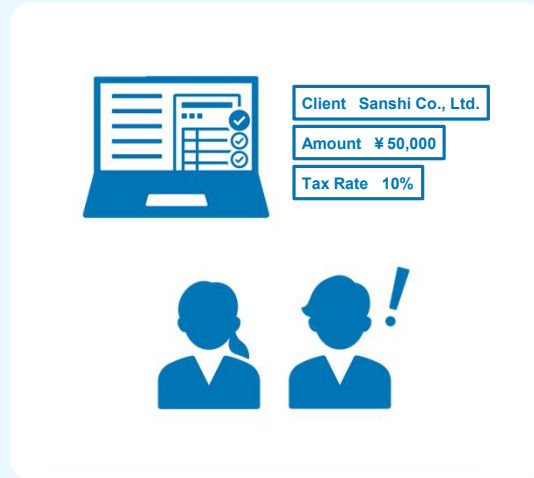 Client Sanshi Co., Ltd.
Amount ¥ 50,000
Tax Rate 10%